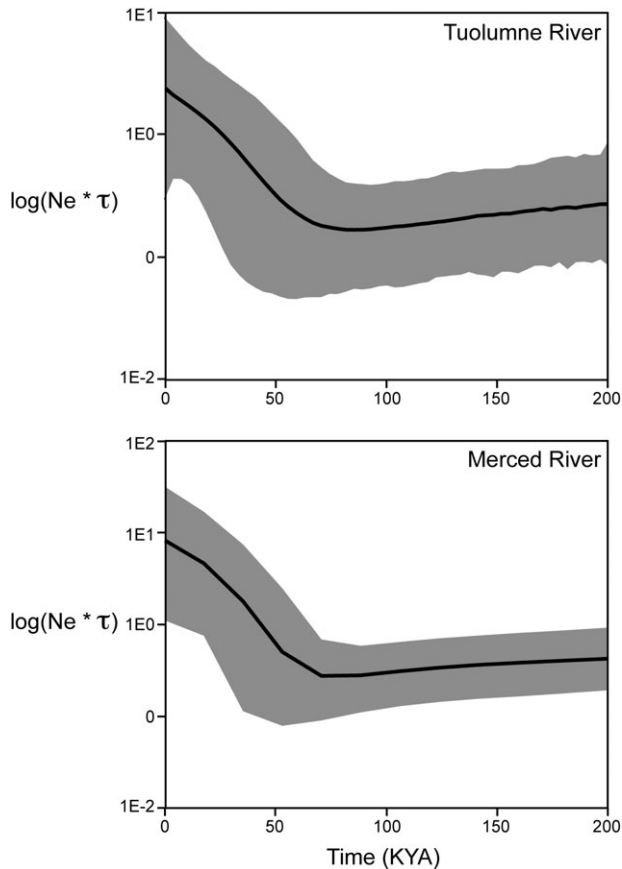 Tuolumne River
1E1
1E0
0
1E-2
log(Ne * τ)
0 50 100 150 200
Merced River
1E2
1E1
1E0
0
1E-2
log(Ne * τ)
0 50 100 150 200
Time (KYA)